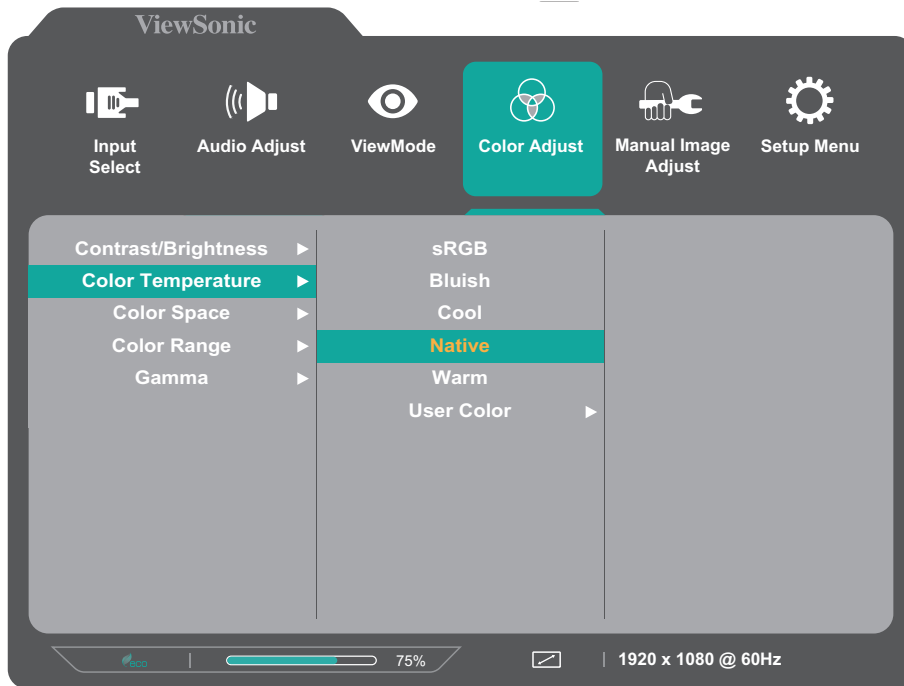 ViewSonic
Input
Select
Audio Adjust
ViewMode
Color Adjust
Manual Image
Adjust
Setup Menu
Contrast/Brightness
Color Temperature
Color Space
Color Range
Gamma
sRGB
Bluish
Cool
Native
Warm
User Color
eco
75%
1920 x 1080 @ 60Hz